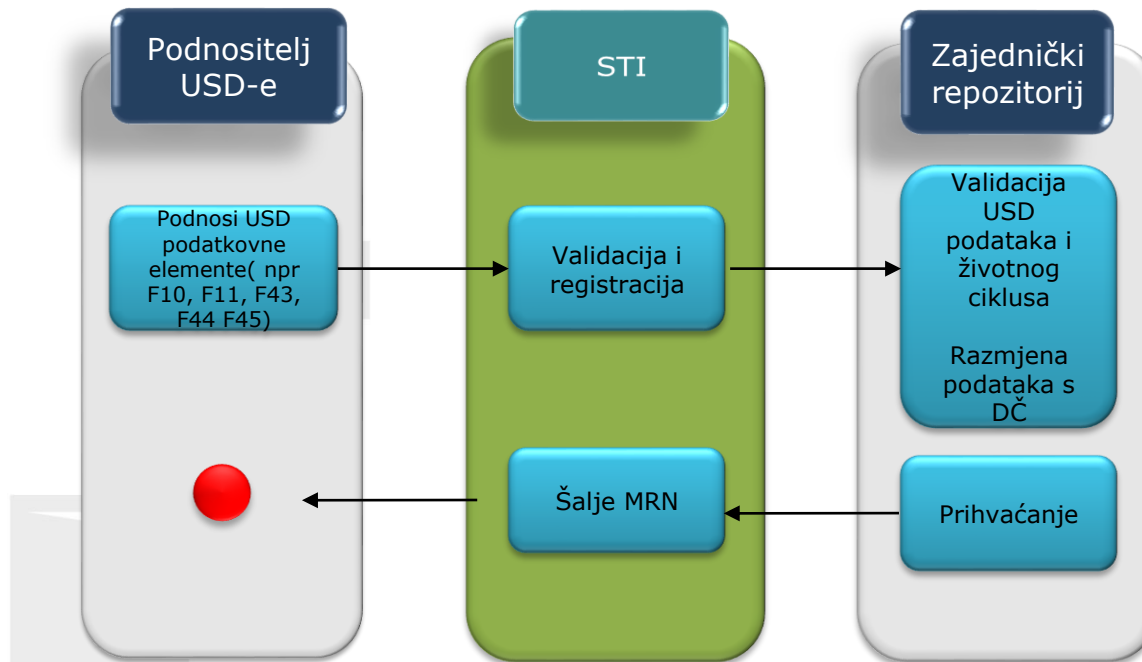 Podnositelj
USD-e
STI
Zajednički
repozitorij
Podnosi USD
podatkovne
elemente( npr
F10, F11, F43,
F44 F45)
Validacija i
registracija
Validacija
USD
podataka i
životnog
ciklusa
Razmjena
podataka s
DČ
Šalje MRN
Prihvaćanje